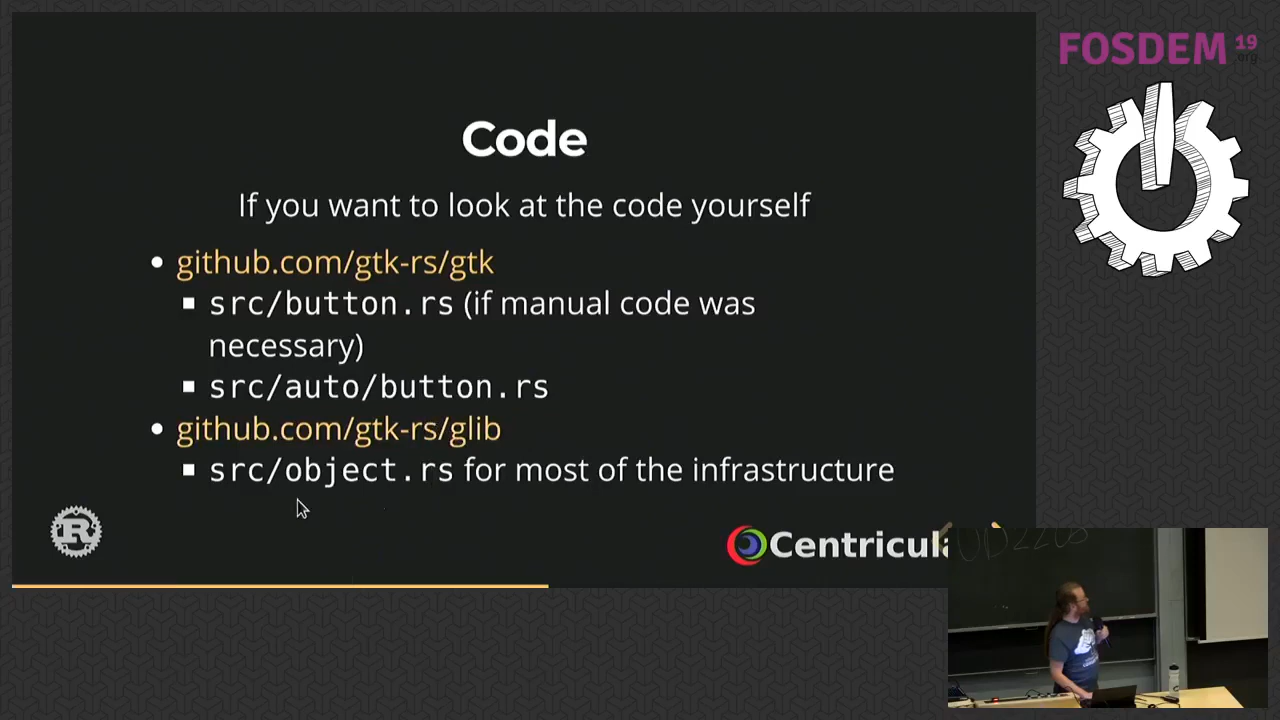 FOSDEM 19
.org
Code
If you want to look at the code yourself
github.com/gtk-rs/gtk
src/button.rs (if manual code was
necessary)
src/auto/button.rs
github.com/gtk-rs/glib
src/object.rs for most of the infrastructure
R
Centricula
UD2208